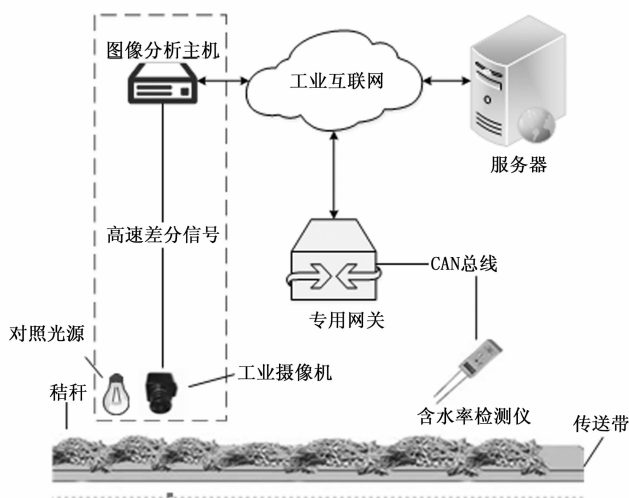 图像分析主机
工业互联网
服务器
高速差分信号
CAN总线
专用网关
对照光源
工业摄像机
秸秆
含水率检测仪
传送带